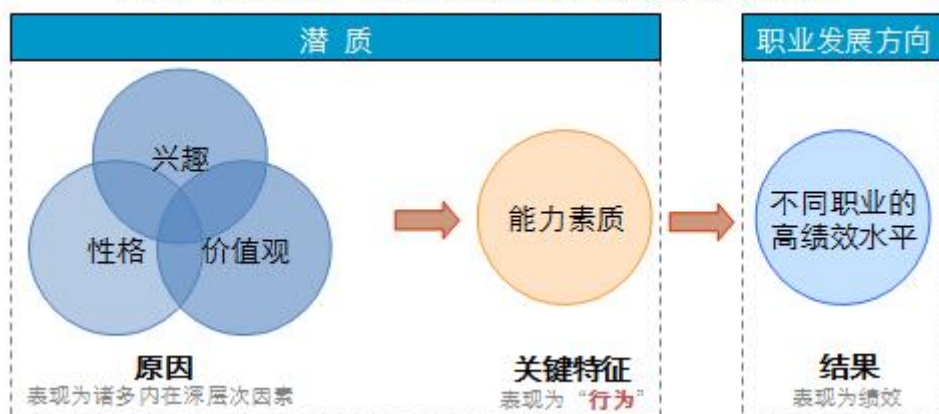 潜质
职业发展方向
兴趣
性格
价值观
能力素质
不同职业的
高绩效水平
原因
表现为诸多内在深层次因素
关键特征
表现为“行为”
结果
表现为绩效